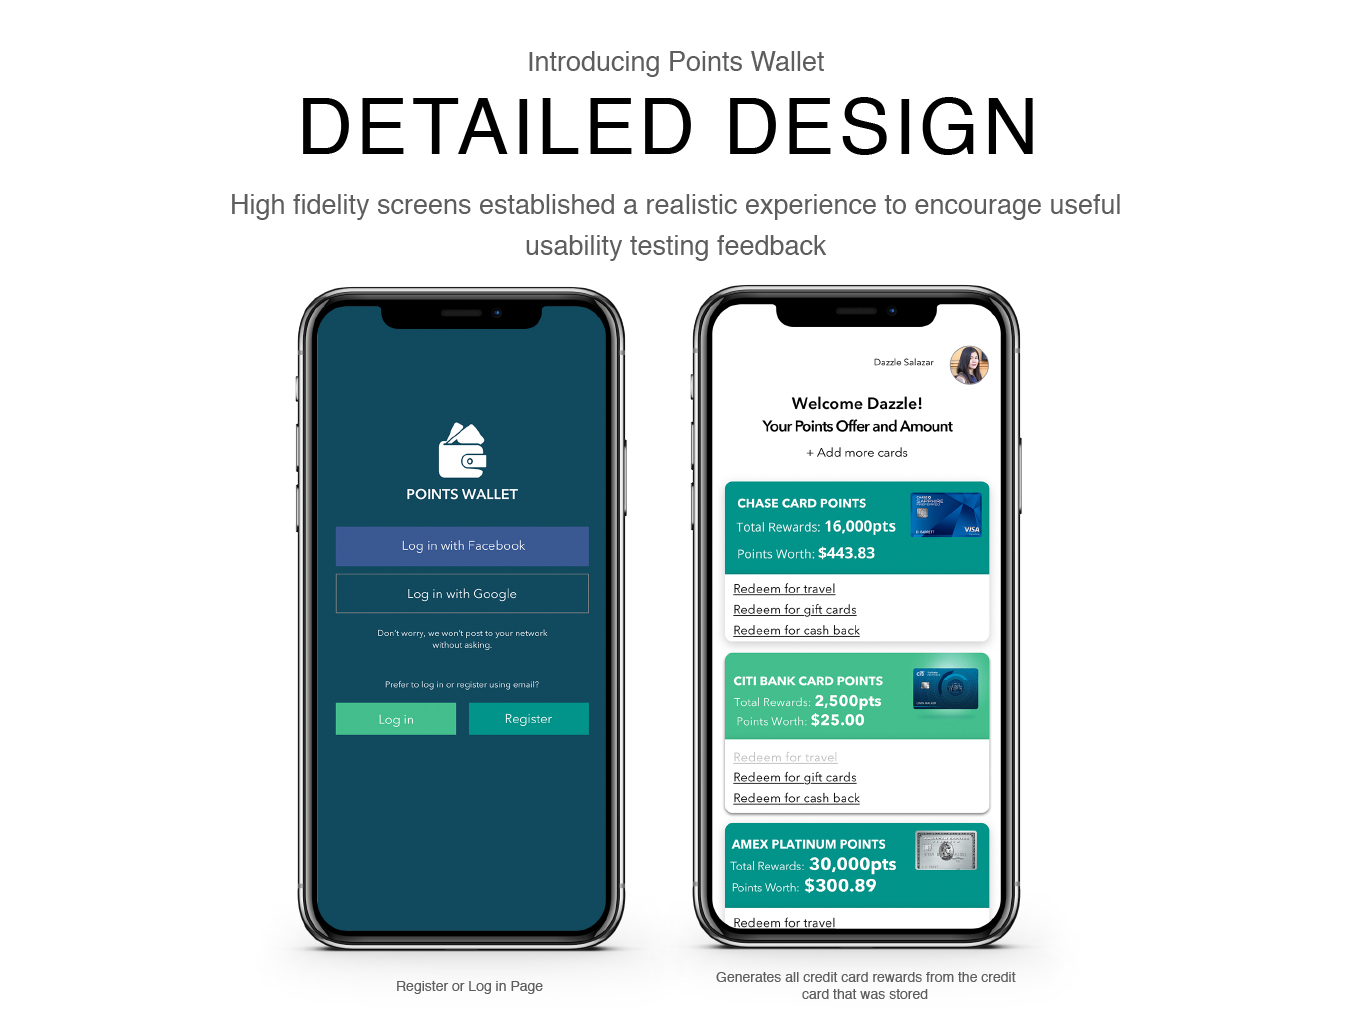 Introducing Points Wallet
DETAILED DESIGN
High fidelity screens established a realistic experience to encourage useful
usability testing feedback
POINTS WALLET
Log in with Facebook
Log in with Google
Don't worry, we won't post to your network
without asking.
Prefer to log in or register using email?
Log in
Register
Register or Log in Page
Dazzle Salazar
Welcome Dazzle!
Your Points Offer and Amount
+ Add more cards
CHASE CARD POINTS
Total Rewards: 16,000pts
Points Worth: $443.83
VISA
Redeem for travel
Redeem for gift cards
Redeem for cash back
CITI BANK CARD POINTS
Total Rewards: 2,500pts
Points Worth: $25.00
citi
Redeem for travel
Redeem for gift cards
Redeem for cash back
AMEX PLATINUM POINTS
Total Rewards: 30,000pts
Points Worth: $300.89
Redeem for travel
Generates all credit card rewards from the credit
card that was stored